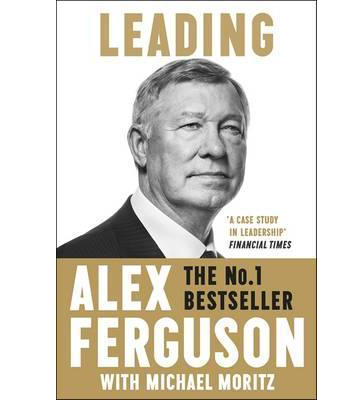 LEADING
'A CASE STUDY
IN LEADERSHIP'
FINANCIAL TIMES
ALEX THE No.1
BESTSELLER
FERGUSON
WITH MICHAEL MORITZ